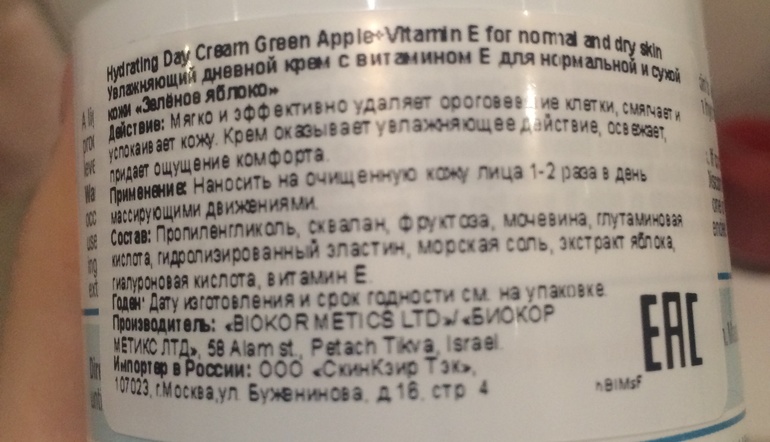 Hydrating Day Cream Green Apple+Vitamin E for normal and dry skin
Увлажняющий дневной крем с витамином Е для нормальной и сухой
кожи «Зелёное яблоко»
Действие: Мягко и эффективно удаляет ороговевшие клетки, смягчает и
успокаивает кожу. Крем оказывает увлажняющее действие, освежает,
придает ощущение комфорта.
Применение: Наносить на очищенную кожу лица 1-2 раза в день
массирующими движениями.
Состав: Пропиленгликоль, сквалан, фруктоза, мочевина, глутаминовая
кислота, гидролизированный эластин, морская соль, экстракт яблока,
гиалуроновая кислота, витамин Е.
Годен: Дату изготовления и срок годности см. на упаковке.
Производитель: «BIOKOR METICS LTD»/«БИОКОР
МЕТИКС ЛТД», 58 Alam st., Petach Tikva, Israel.
Импортер в России: ООО «СкинКэир Тэк»,
107023, г.Москва,ул. Буженинова, д.16, стр 4
EAC